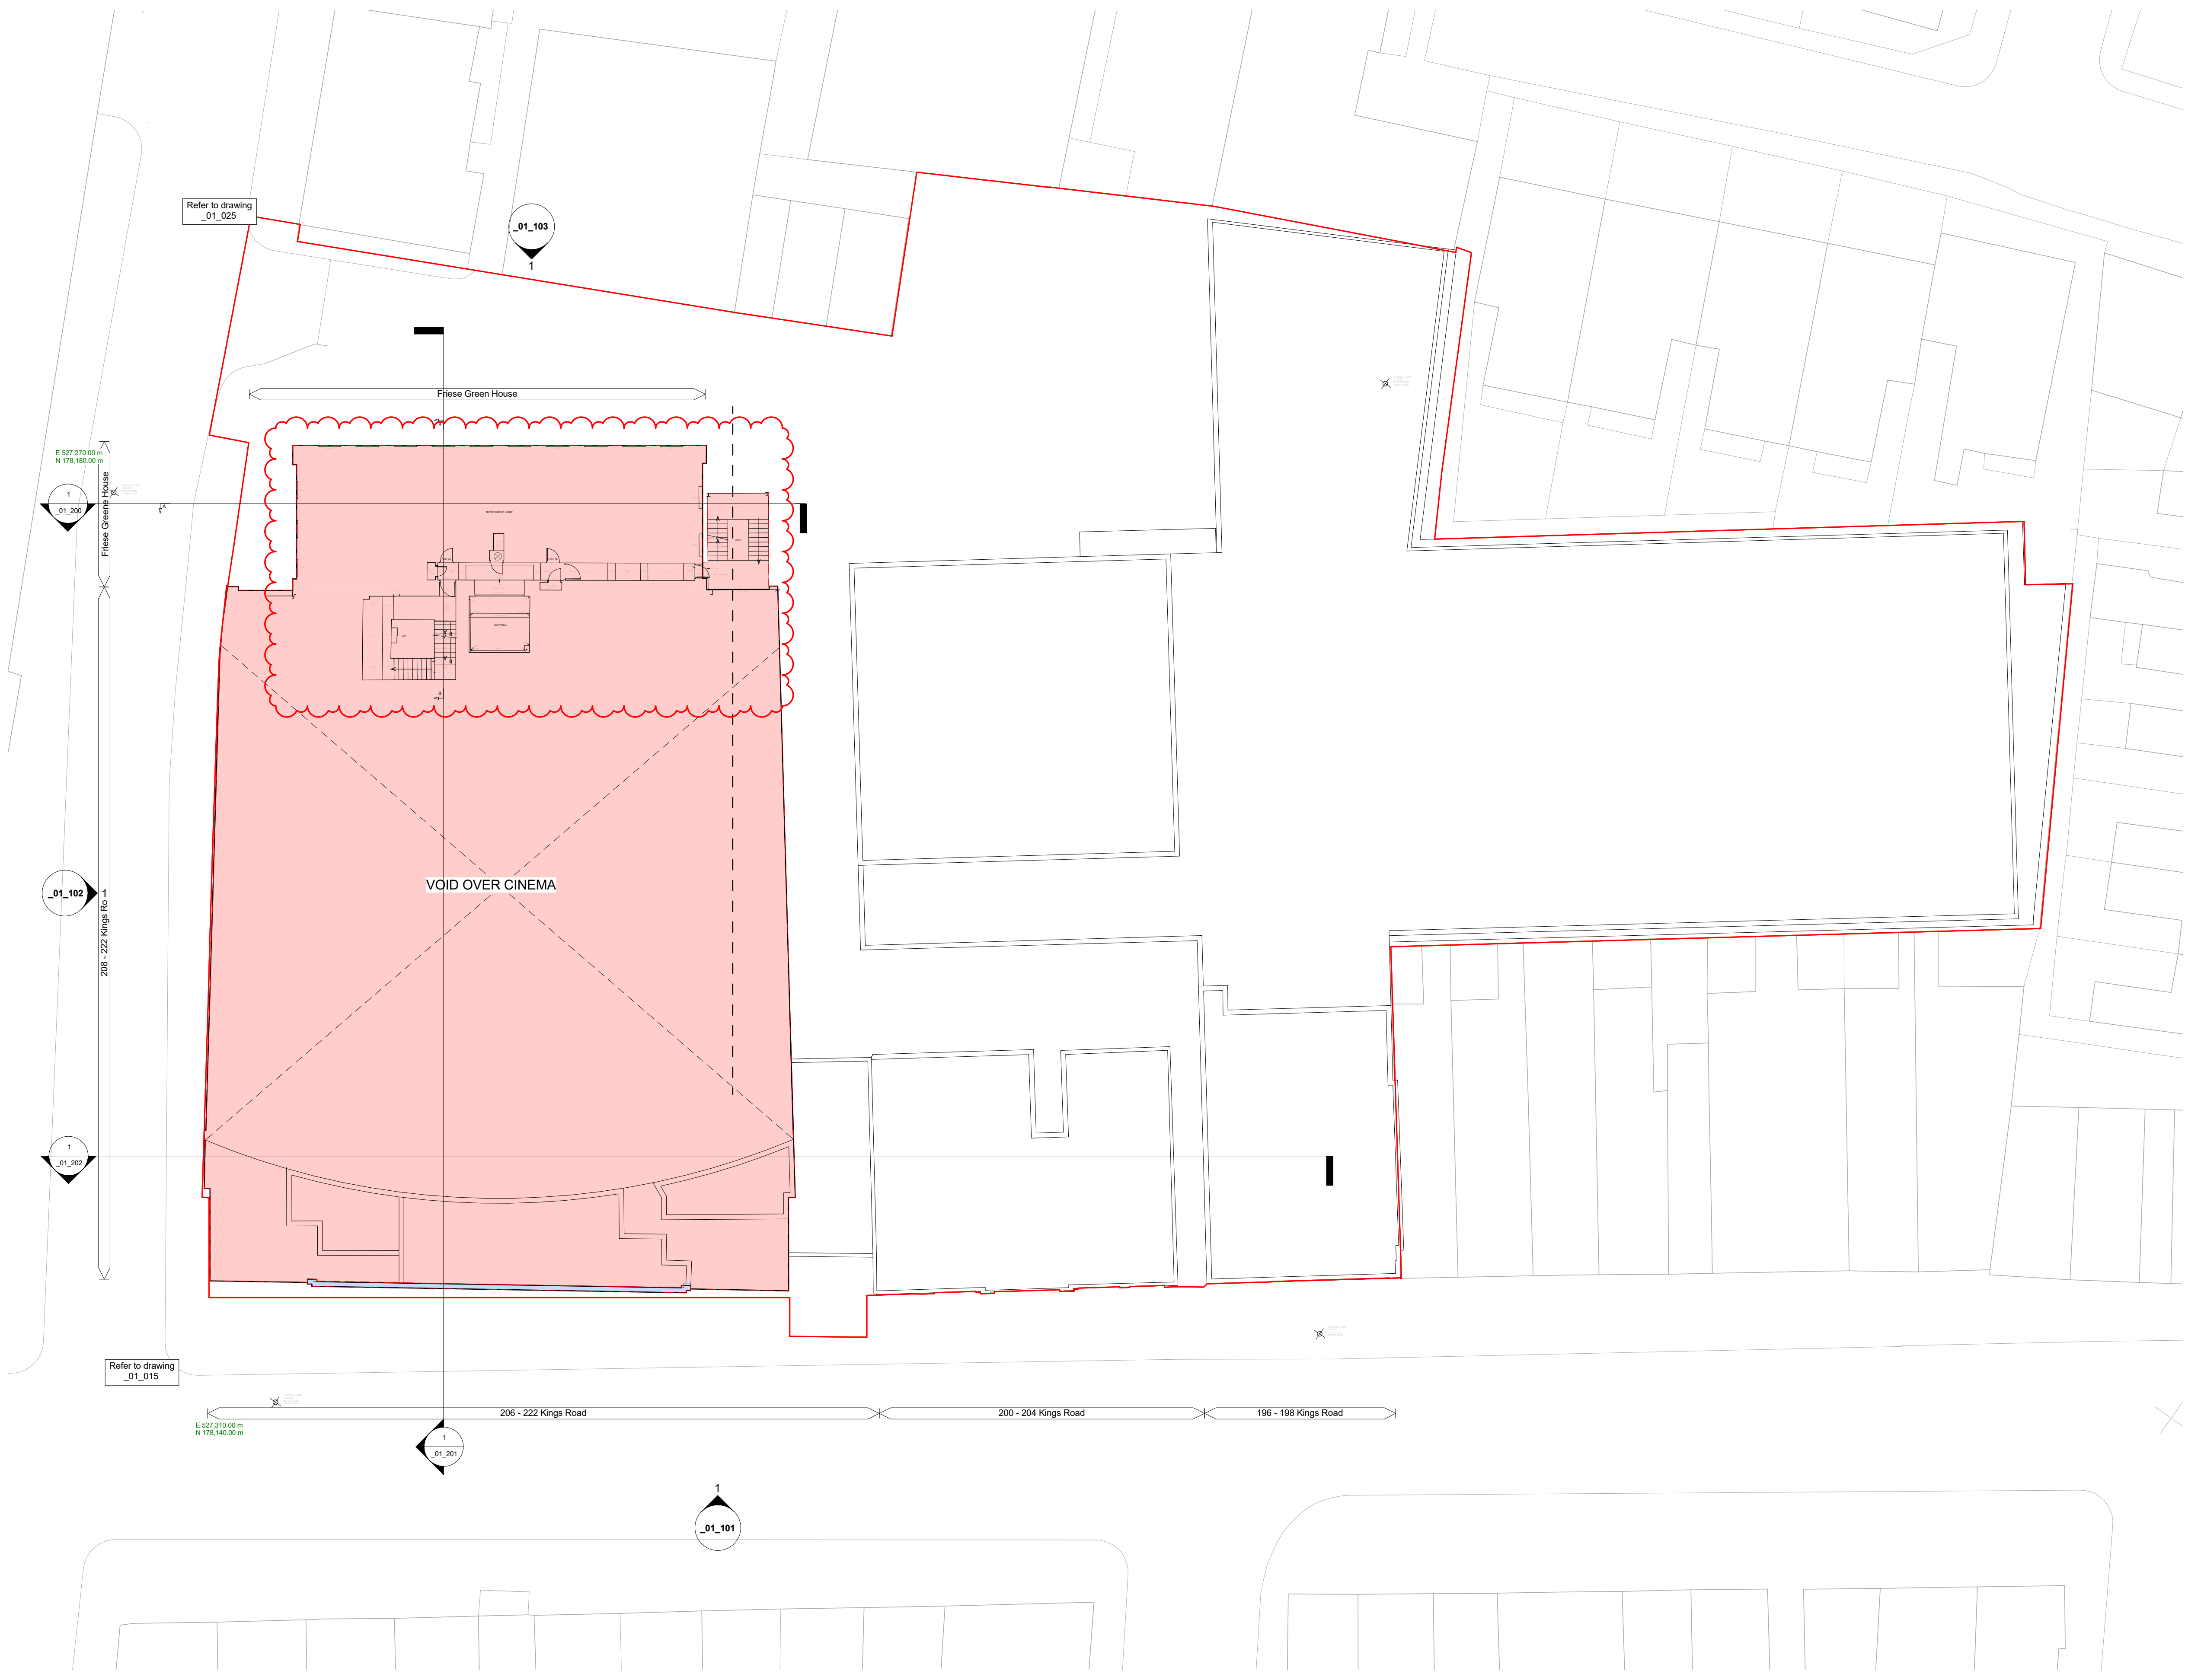 Refer to drawing
_01_025
_01_103
1
Friese Green House
E 527,270.00 m
N 178,180.00 m
Friese Greene House
1
_01_200
A
LIFT
B
VOID OVER CINEMA
_01_102
1
208 - 222 Kings Ro
1
_01_202
Refer to drawing
_01_015
206 - 222 Kings Road
200 - 204 Kings Road
196 - 198 Kings Road
E 527,310.00 m
N 178,140.00 m
1
_01_201
1
_01_101